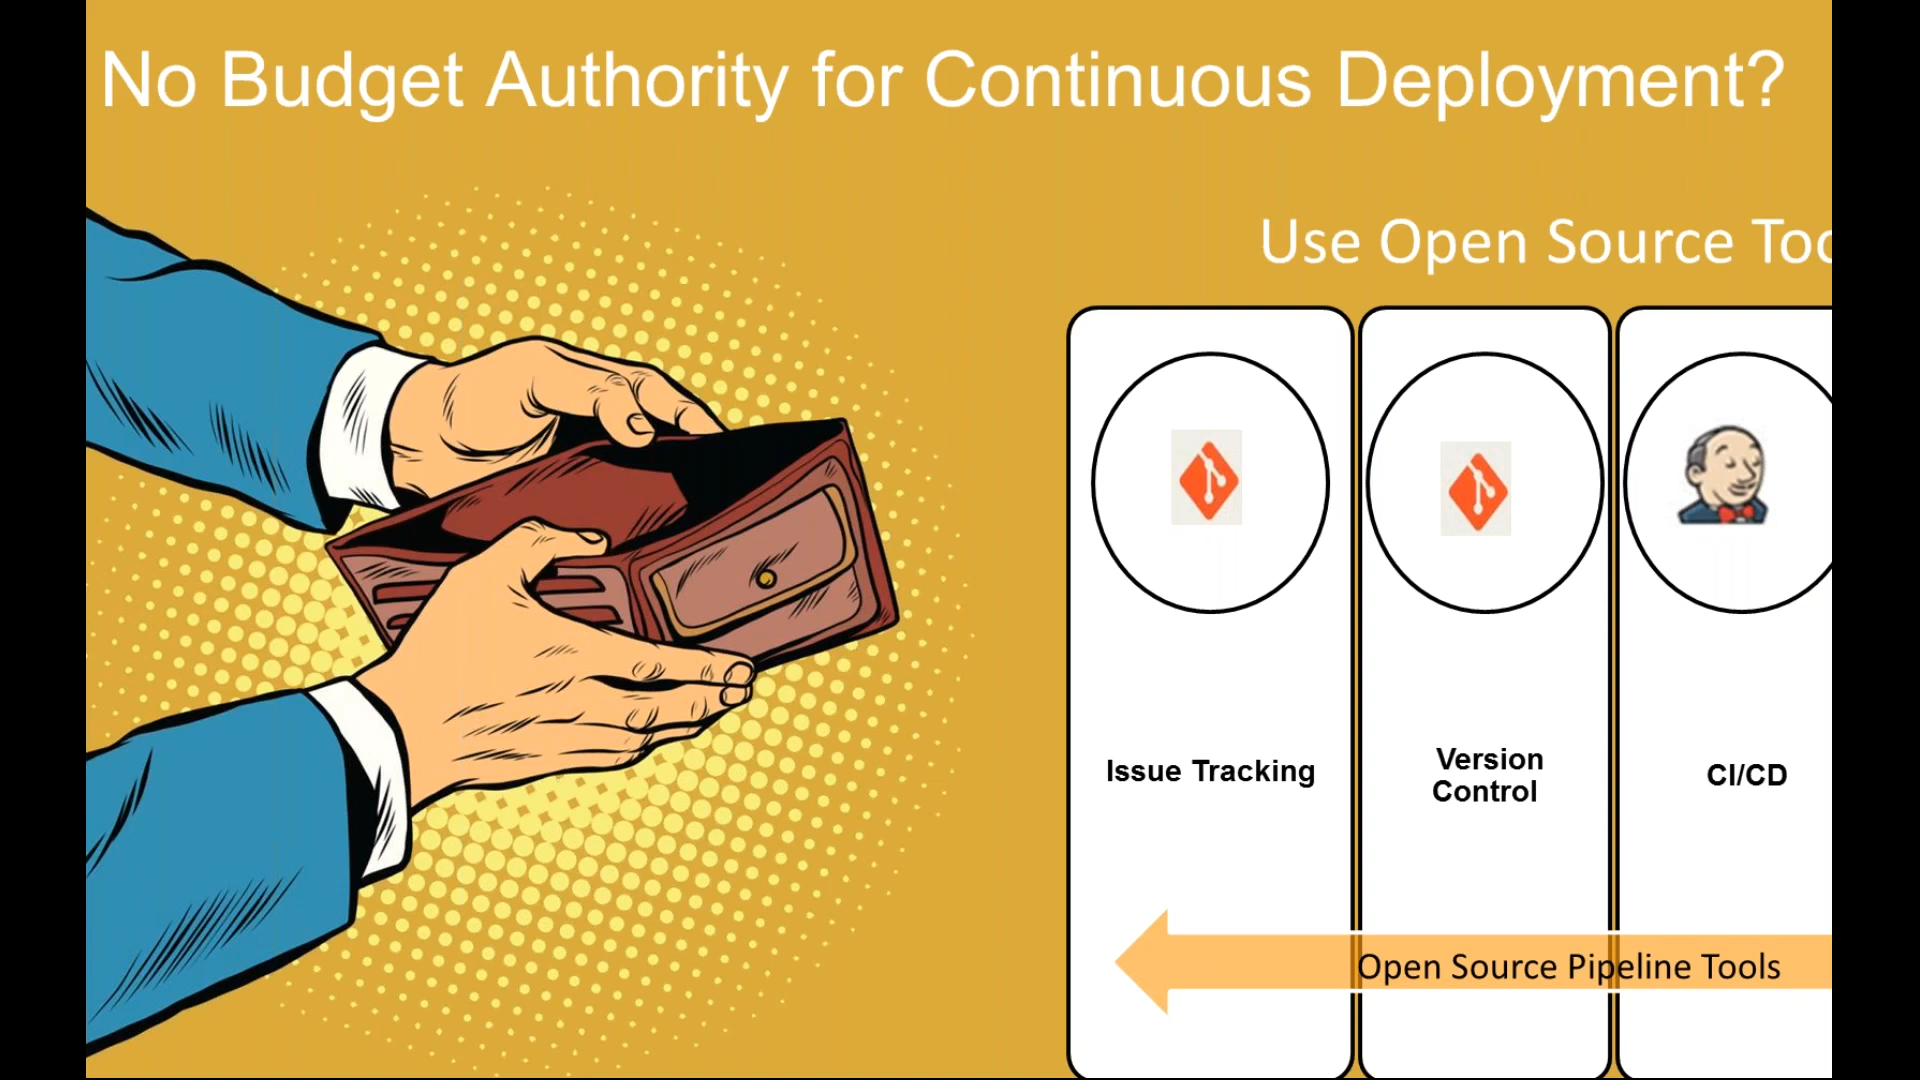 No Budget Authority for Continuous Deployment?
Use Open Source
Issue Tracking
Version
Control
CI/CD
Open Source Pipeline Tools